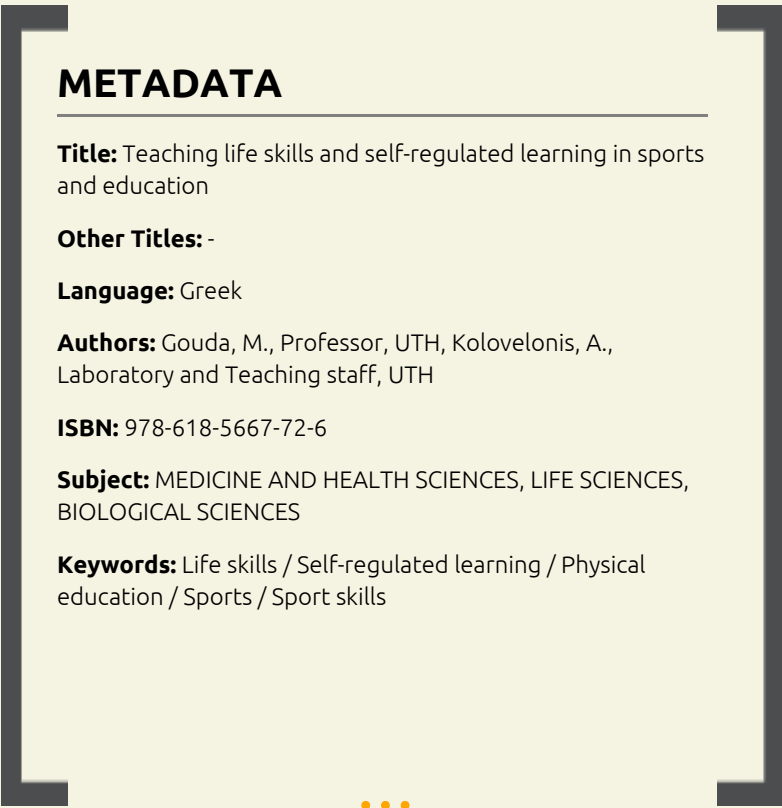 METADATA
Title: Teaching life skills and self-regulated learning in sports
and education
Other Titles: -
Language: Greek
Authors: Gouda, M., Professor, UTH, Kolovelonis, A.,
Laboratory and Teaching staff, UTH
ISBN: 978-618-5667-72-6
Subject: MEDICINE AND HEALTH SCIENCES, LIFE SCIENCES,
BIOLOGICAL SCIENCES
Keywords: Life skills / Self-regulated learning / Physical
education / Sports / Sport skills